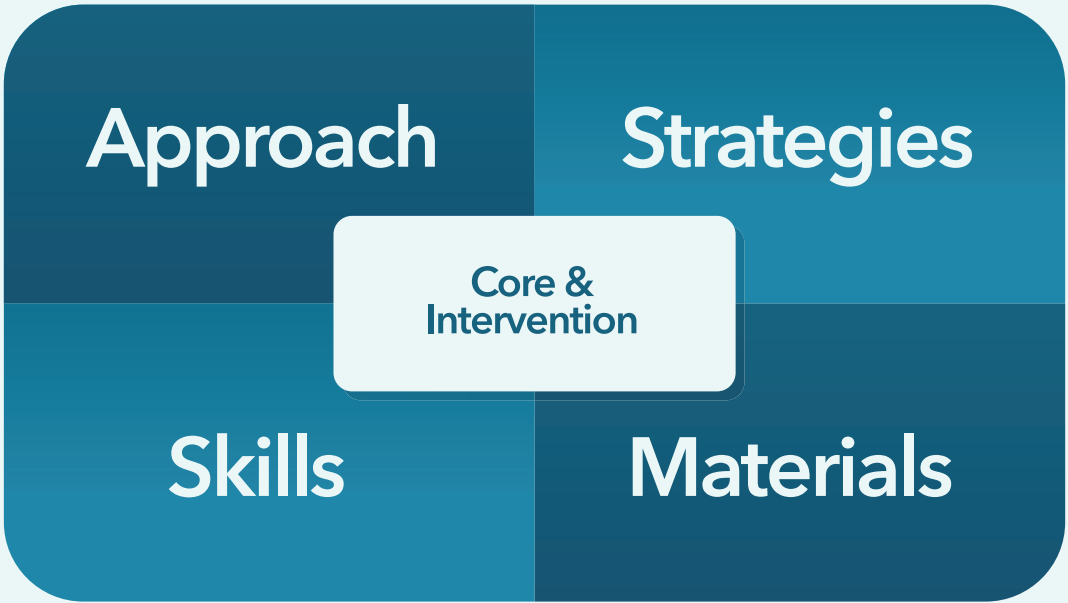 Approach
Strategies
Core &
Intervention
Skills
Materials